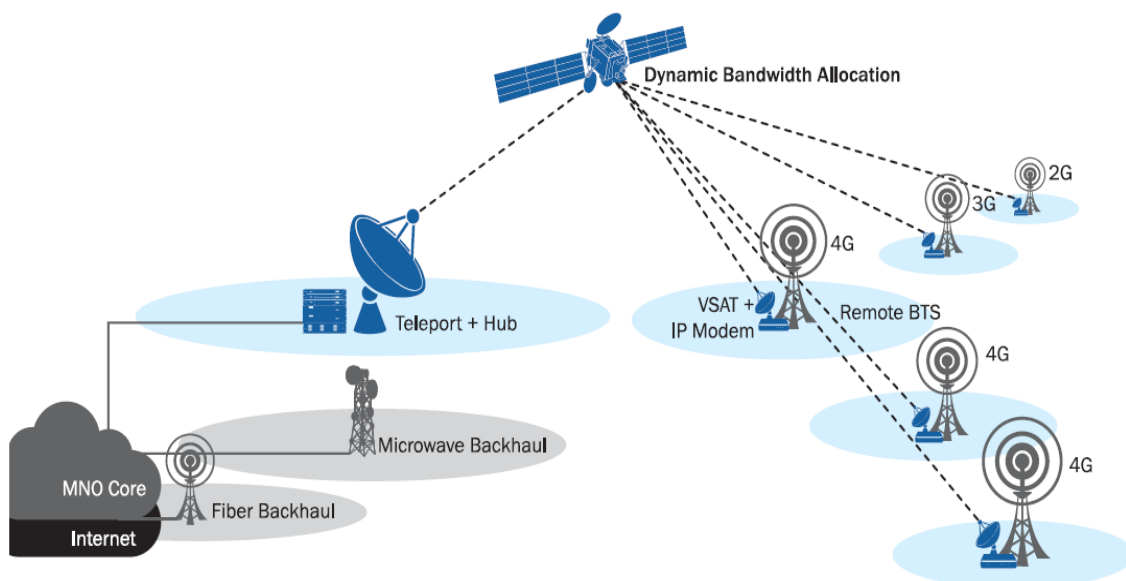 Dynamic Bandwidth Allocation
2G
3G
4G
VSAT +
IP Modem
Remote BTS
Teleport + Hub
4G
Microwave Backhaul
4G
MNO Core
Fiber Backhaul
Internet